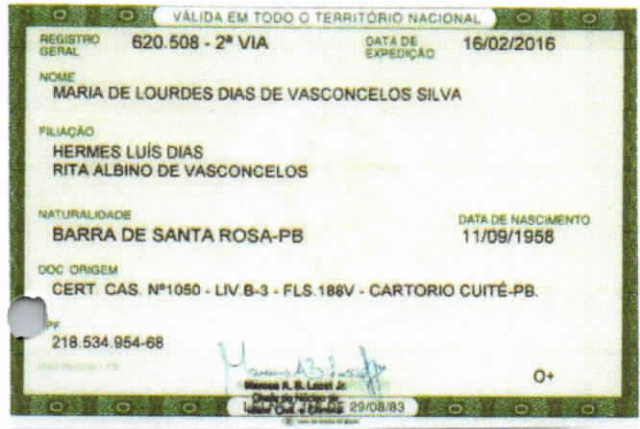 VÁLIDA EM TODO O TERRITÓRIO NACIONAL
REGISTRO GERAL 620.508 - 2ª VIA DATA DE EXPEDIÇÃO 16/02/2016
NOME
MARIA DE LOURDES DIAS DE VASCONCELOS SILVA
FILIAÇÃO
HERMES LUÍS DIAS
RITA ALBINO DE VASCONCELOS
NATURALIDADE DATA DE NASCIMENTO
BARRA DE SANTA ROSA-PB 11/09/1958
DOC ORIGEM
CERT. CAS. Nº1050 - LIV.B-3 - FLS.186V - CARTORIO CUITÉ-PB.
218.534.954-68
Marcos A. B. Lacet Jr.
O+
29/08/83